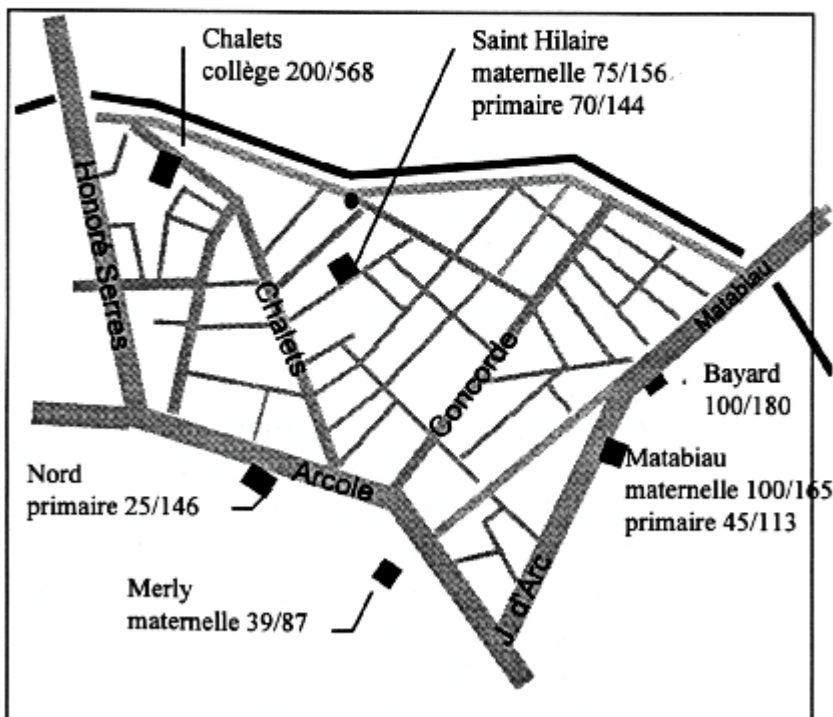 Chalets
collège 200/568
Saint Hilaire
maternelle 75/156
primaire 70/144
Honoré Serres
Chalets
Concorde
Matabiau
Bayard
100/180
Matabiau
maternelle 100/165
primaire 45/113
Nord
primaire 25/146
Arcole
Merly
maternelle 39/87
J. d'Arc